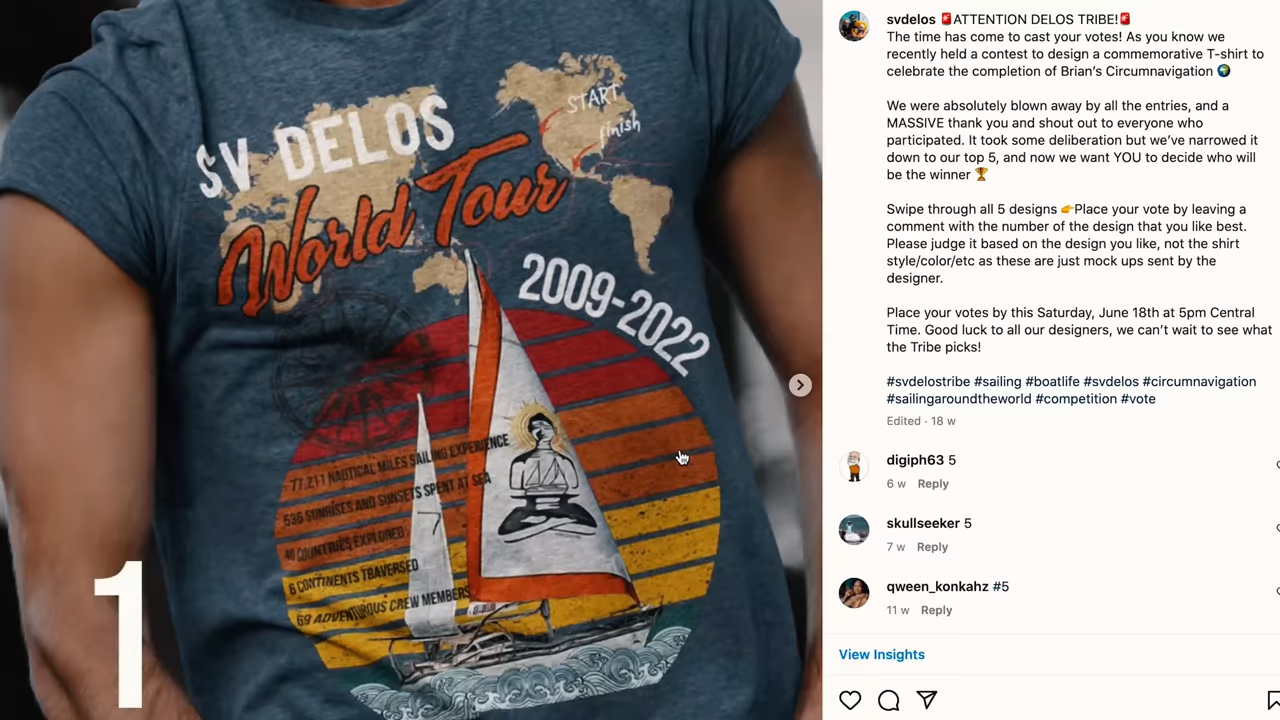 SV DELOS
World Tour
START
finish
2009-2022
77,217 NAUTICAL MILES SAILING EXPERIENCE
636 SUNRISES AND SUNSETS SPENT AT SEA
46 COUNTRIES EXPLORED
6 CONTINENTS TRAVERSED
69 ADVENTUROUS CREW MEMBERS
1
svdelos 🚨ATTENTION DELOS TRIBE!🚨
The time has come to cast your votes! As you know we
recently held a contest to design a commemorative T-shirt to
celebrate the completion of Brian's Circumnavigation 🌍
We were absolutely blown away by all the entries, and a
MASSIVE thank you and shout out to everyone who
participated. It took some deliberation but we've narrowed it
down to our top 5, and now we want YOU to decide who will
be the winner 🏆
Swipe through all 5 designs 👉Place your vote by leaving a
comment with the number of the design that you like best.
Please judge it based on the design you like, not the shirt
style/color/etc as these are just mock ups sent by the
designer.
Place your votes by this Saturday, June 18th at 5pm Central
Time. Good luck to all our designers, we can't wait to see what
the Tribe picks!
#svdelostribe #sailing #boatlife #svdelos #circumnavigation
#sailingaroundtheworld #competition #vote
Edited · 18 w
digiph63 5
6 w Reply
skullseeker 5
7 w Reply
qween_konkahz #5
11 w Reply
View Insights